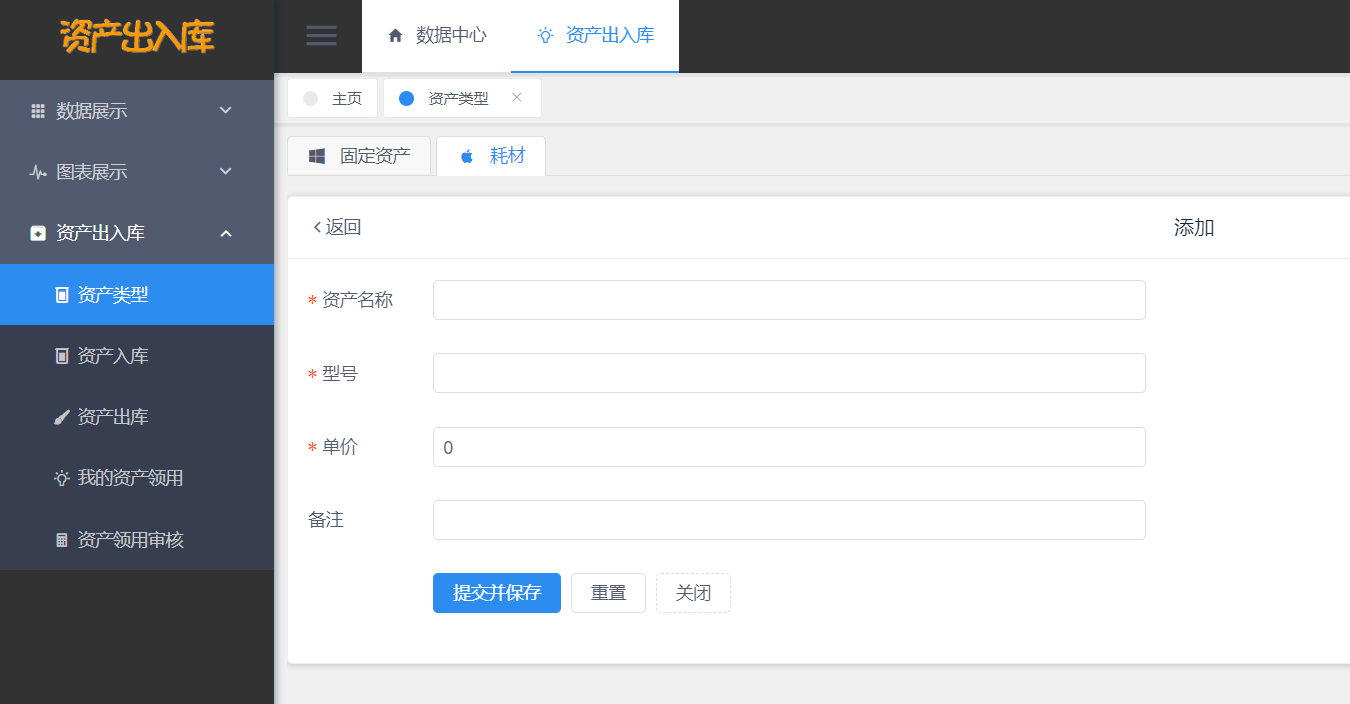 资产出入库
数据中心
资产出入库
数据展示
图表展示
资产出入库
资产类型
资产入库
资产出库
我的资产领用
资产领用审核
主页
资产类型
固定资产
耗材
返回
添加
* 资产名称
* 型号
* 单价
0
备注
提交并保存
重置
关闭